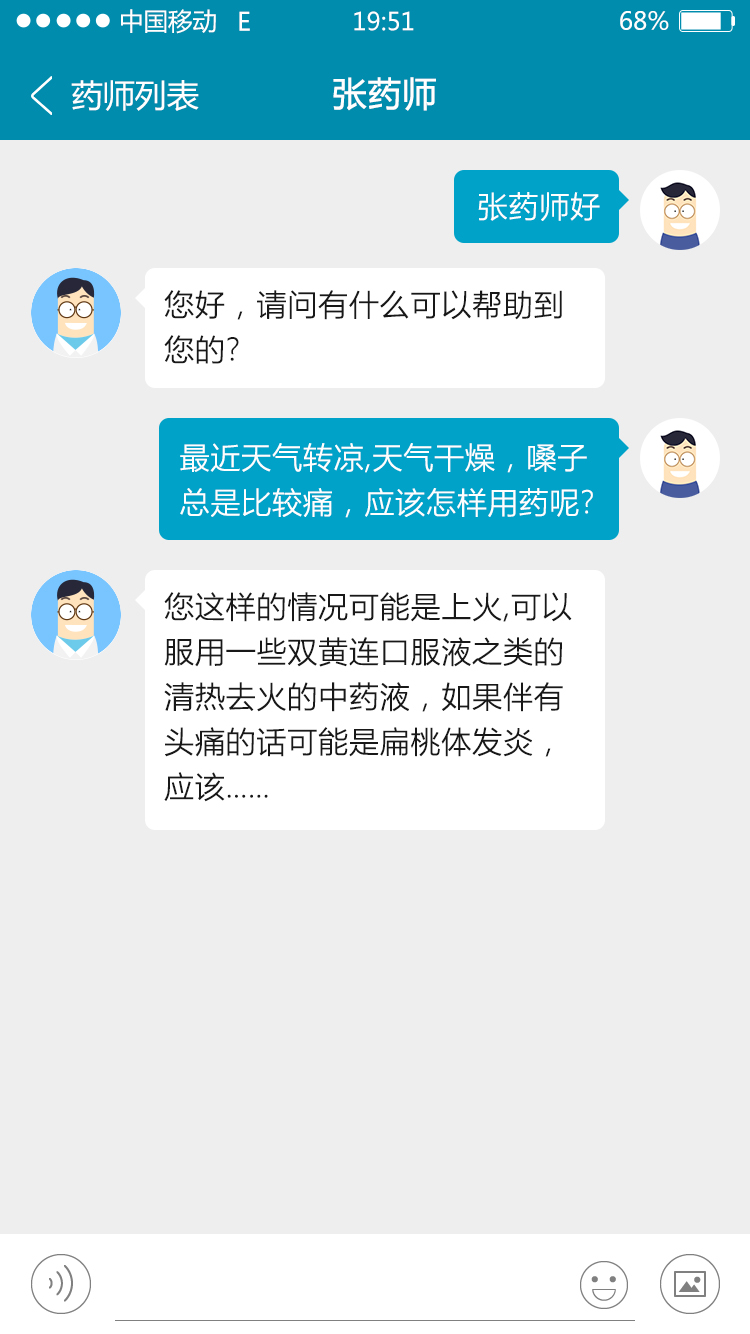 中国移动 E 19:51 68%
药师列表 张药师
张药师好
您好，请问有什么可以帮助到
您的?
最近天气转凉,天气干燥，嗓子
总是比较痛，应该怎样用药呢?
您这样的情况可能是上火,可以
服用一些双黄连口服液之类的
清热去火的中药液，如果伴有
头痛的话可能是扁桃体发炎，
应该......